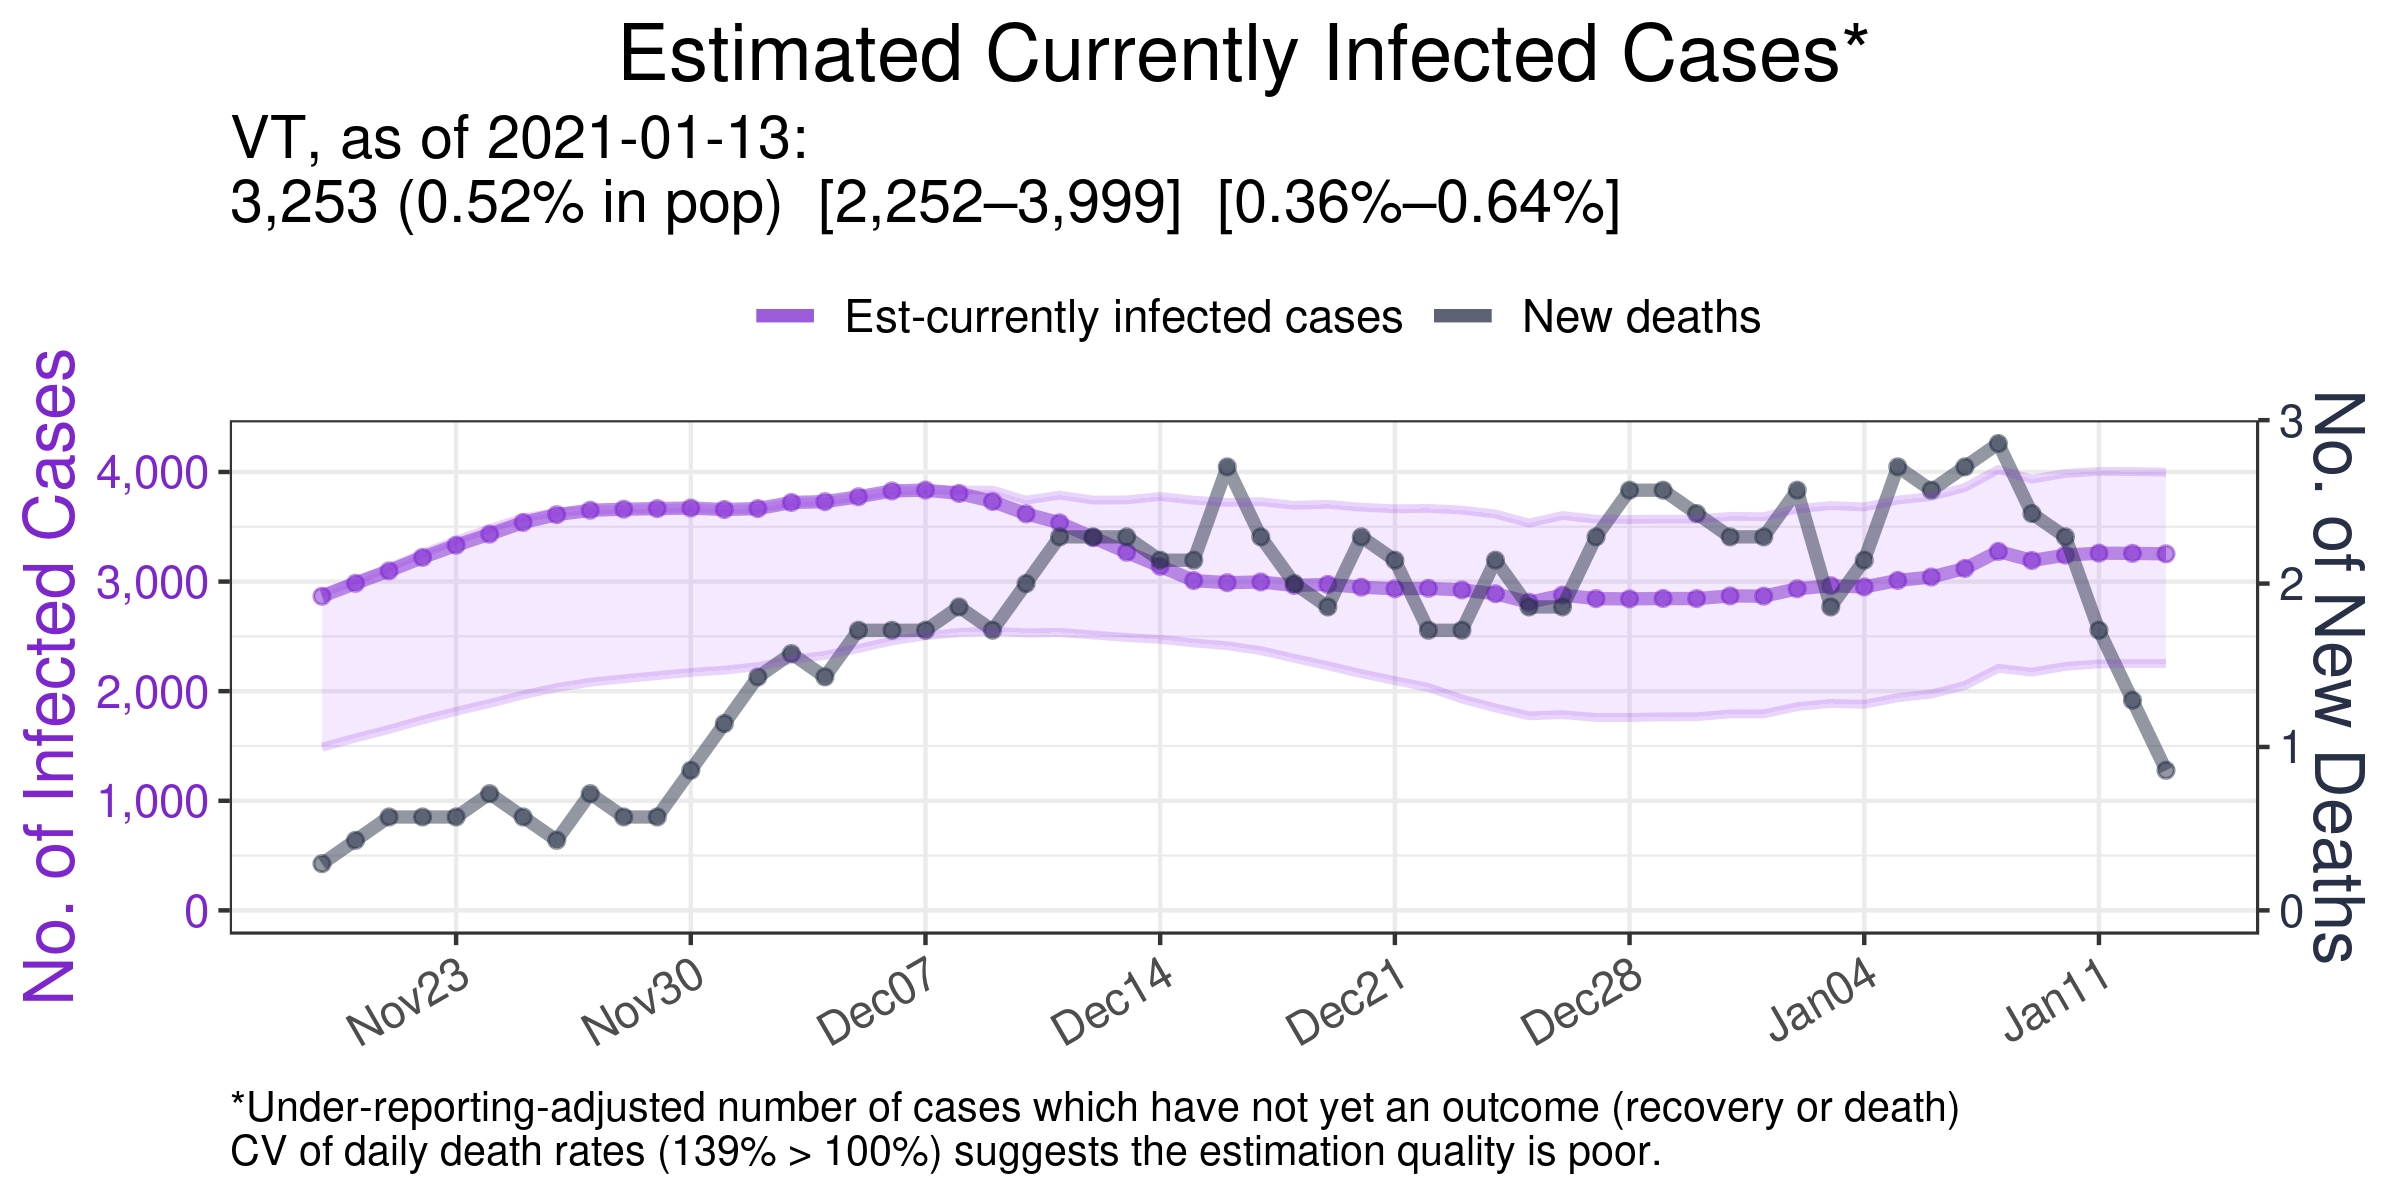 Estimated Currently Infected Cases*
VT, as of 2021-01-13:
3,253 (0.52% in pop)  [2,252–3,999]  [0.36%–0.64%]
Est-currently infected cases
New deaths
No. of Infected Cases
4,000
3,000
2,000
1,000
0
3
2
1
0
No. of New Deaths
Nov23
Nov30
Dec07
Dec14
Dec21
Dec28
Jan04
Jan11
*Under-reporting-adjusted number of cases which have not yet an outcome (recovery or death)
CV of daily death rates (139% > 100%) suggests the estimation quality is poor.